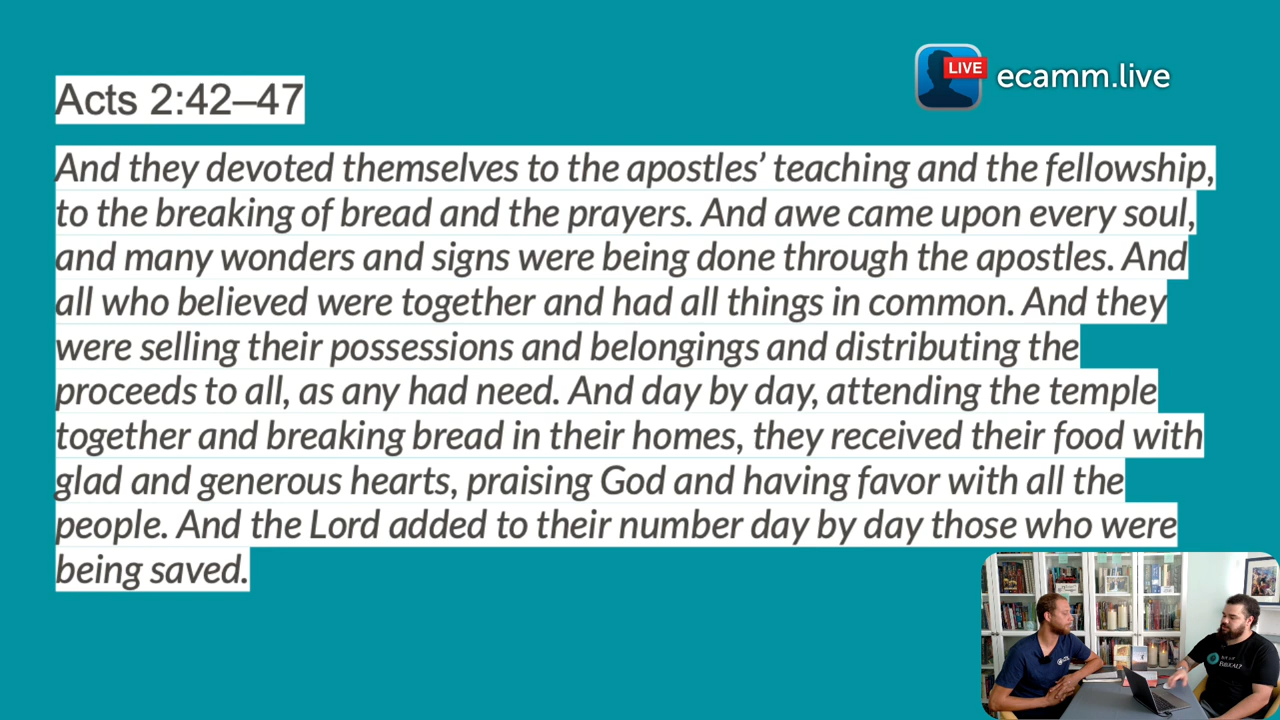 LIVE
ecamm.live
Acts 2:42–47
And they devoted themselves to the apostles’ teaching and the fellowship,
to the breaking of bread and the prayers. And awe came upon every soul,
and many wonders and signs were being done through the apostles. And
all who believed were together and had all things in common. And they
were selling their possessions and belongings and distributing the
proceeds to all, as any had need. And day by day, attending the temple
together and breaking bread in their homes, they received their food with
glad and generous hearts, praising God and having favor with all the
people. And the Lord added to their number day by day those who were
being saved.